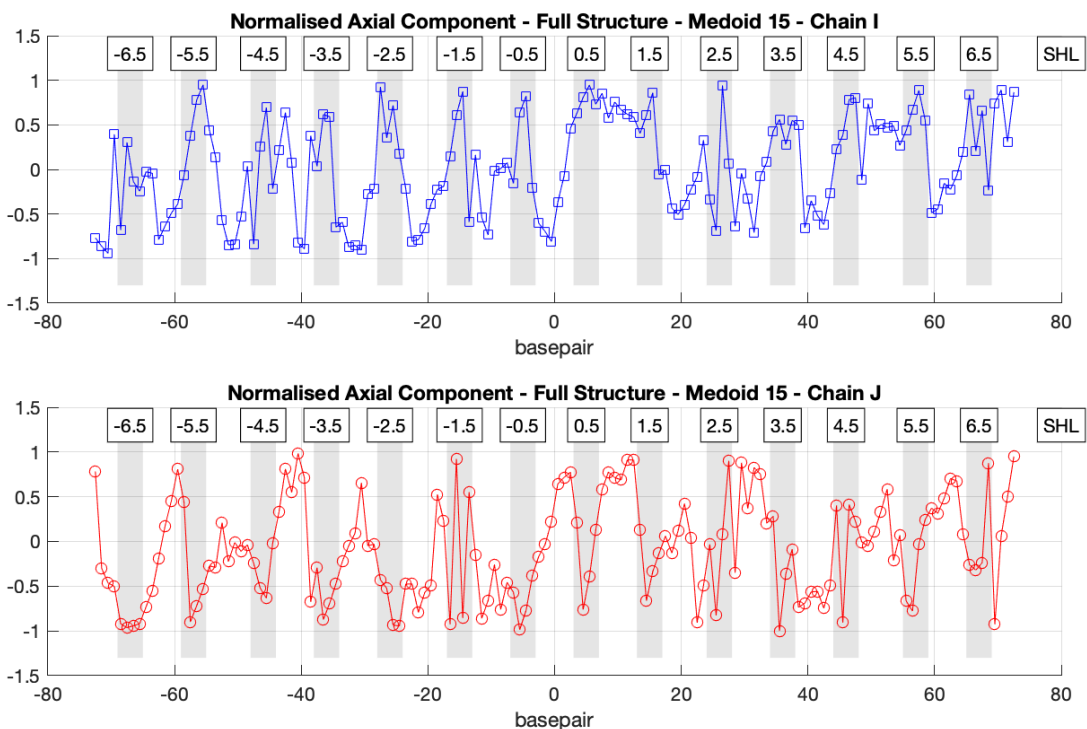 Normalised Axial Component - Full Structure - Medoid 15 - Chain I
1.5
-6.5 -5.5 -4.5 -3.5 -2.5 -1.5 -0.5 0.5 1.5 2.5 3.5 4.5 5.5 6.5 SHL
1
0.5
0
-0.5
-1
-1.5
-80 -60 -40 -20 0 20 40 60 80
basepair
Normalised Axial Component - Full Structure - Medoid 15 - Chain J
1.5
-6.5 -5.5 -4.5 -3.5 -2.5 -1.5 -0.5 0.5 1.5 2.5 3.5 4.5 5.5 6.5 SHL
1
0.5
0
-0.5
-1
-1.5
-80 -60 -40 -20 0 20 40 60 80
basepair